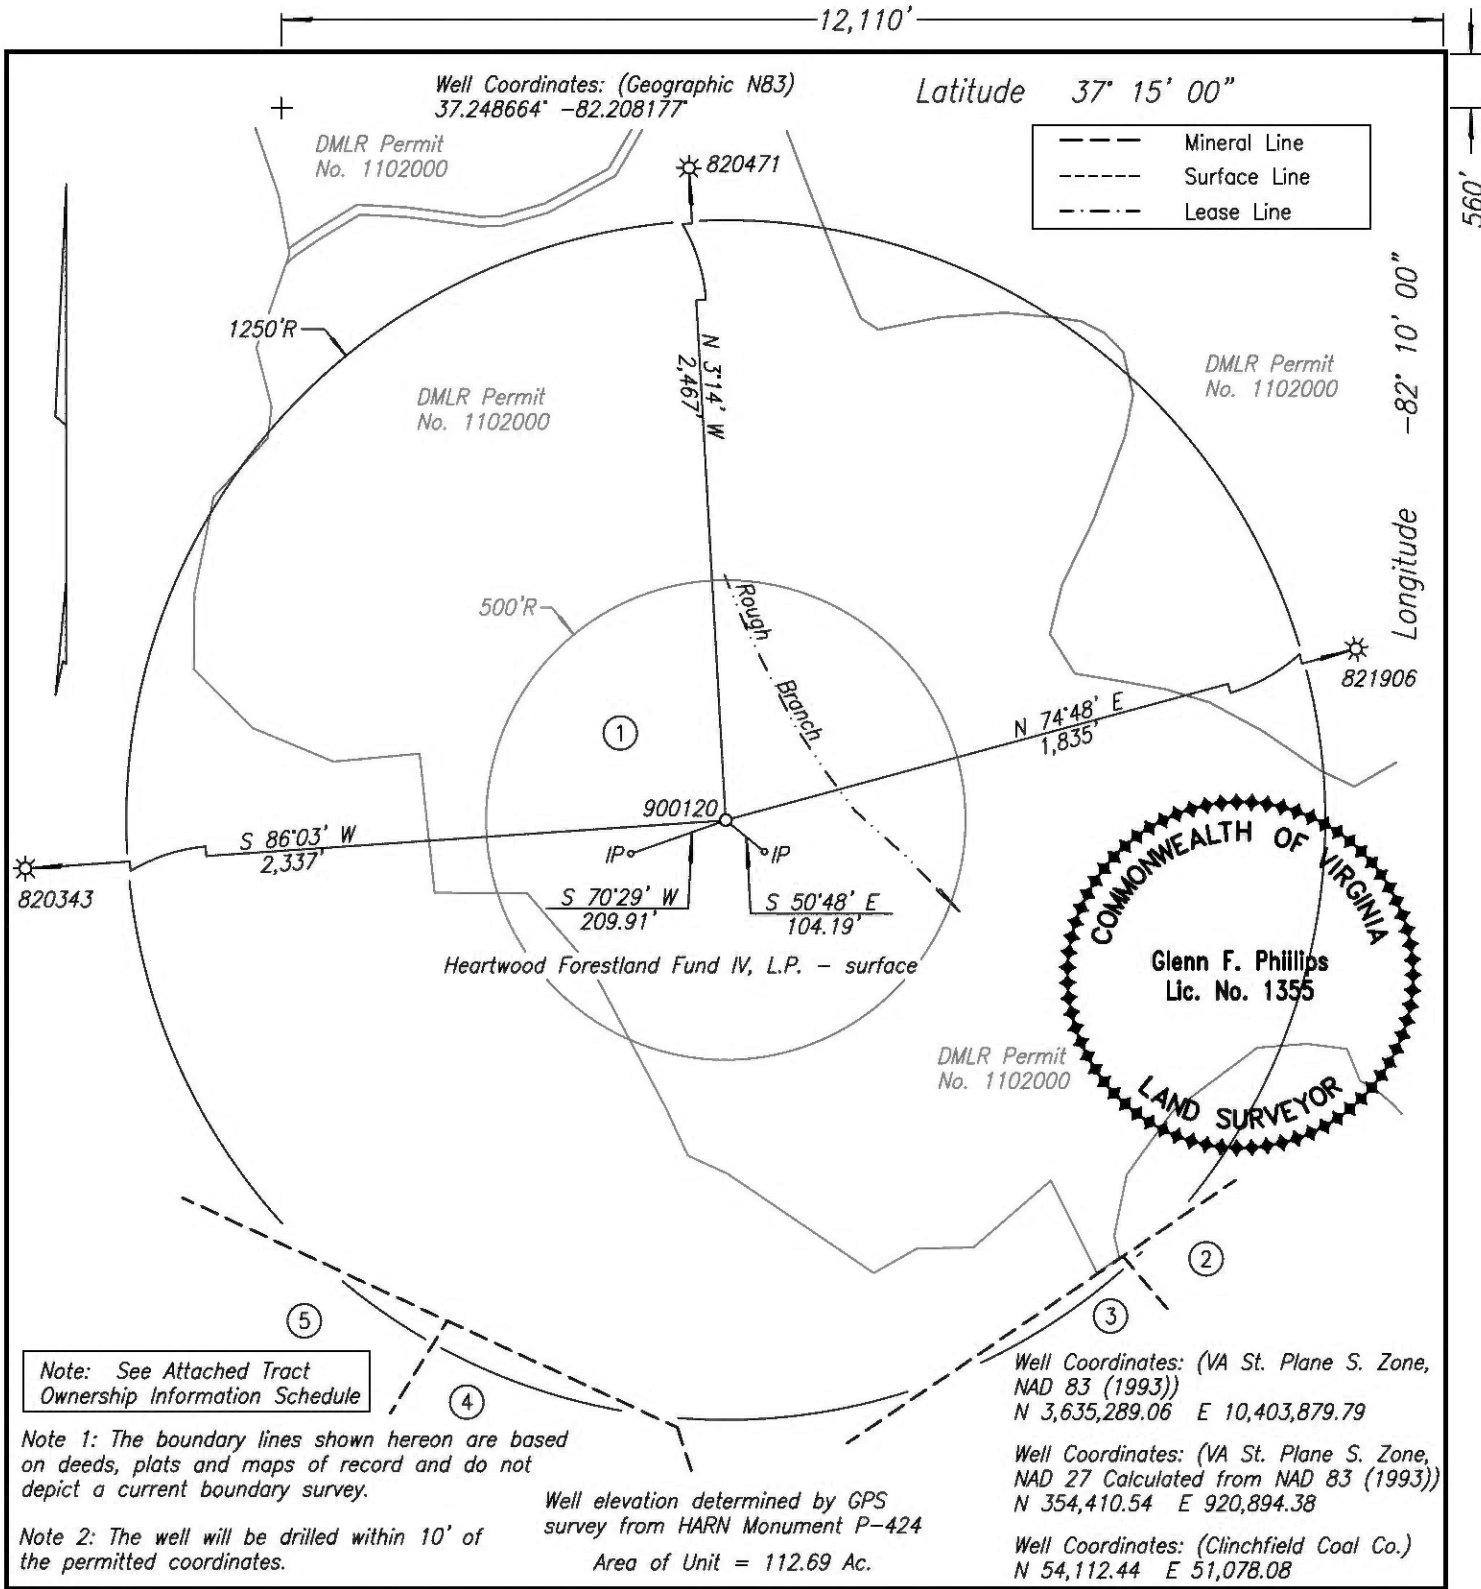 12,110'
560'
Well Coordinates: (Geographic N83)
37.248664° -82.208177°
Latitude 37° 15' 00"
Mineral Line
Surface Line
Lease Line
DMLR Permit
No. 1102000
820471
Longitude -82° 10' 00"
1250'R
DMLR Permit
No. 1102000
N 3°14' W
2,467'
DMLR Permit
No. 1102000
500'R
Rough
Branch
821906
N 74°48' E
1,835'
1
900120
S 86°03' W
2,337'
820343
IP
IP
S 70°29' W
209.91'
S 50°48' E
104.19'
Heartwood Forestland Fund IV, L.P. - surface
COMMONWEALTH OF VIRGINIA
Glenn F. Phillips
Lic. No. 1355
LAND SURVEYOR
DMLR Permit
No. 1102000
2
3
5
4
Note: See Attached Tract
Ownership Information Schedule
Note 1: The boundary lines shown hereon are based
on deeds, plats and maps of record and do not
depict a current boundary survey.
Note 2: The well will be drilled within 10' of
the permitted coordinates.
Well elevation determined by GPS
survey from HARN Monument P-424
Area of Unit = 112.69 Ac.
Well Coordinates: (VA St. Plane S. Zone,
NAD 83 (1993))
N 3,635,289.06 E 10,403,879.79
Well Coordinates: (VA St. Plane S. Zone,
NAD 27 Calculated from NAD 83 (1993))
N 354,410.54 E 920,894.38
Well Coordinates: (Clinchfield Coal Co.)
N 54,112.44 E 51,078.08